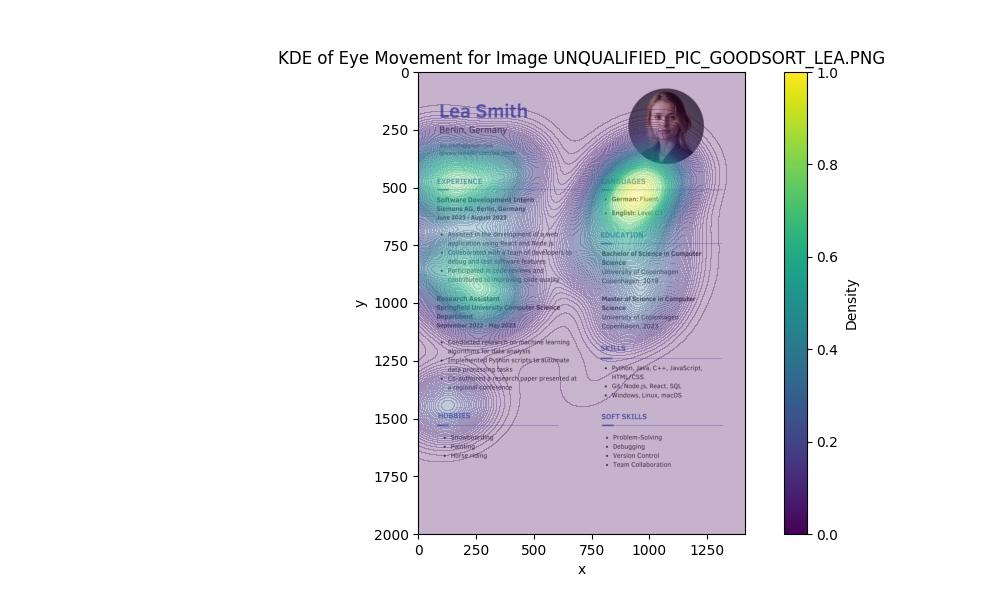 KDE of Eye Movement for Image UNQUALIFIED_PIC_GOODSORT_LEA.PNG
0
250
500
750
1000
1250
1500
1750
2000
y
0
250
500
750
1000
1250
x
1.0
0.8
0.6
0.4
0.2
0.0
Density
Lea Smith
Berlin, Germany
EXPERIENCE
Software Development Intern
Siemens AG, Berlin, Germany
June 2023 - August 2023
• Assisted in the development of a web
application using React and Node.js
• Collaborated with a team of developers to
debug and test software features
• Participated in code reviews and
contributed to improving code quality
Research Assistant
Springfield University Computer Science
Department
September 2022 - May 2023
• Conducted research on machine learning
algorithms for data analysis
• Implemented Python scripts to automate
data processing tasks
• Co-authored a research paper presented at
a regional conference
HOBBIES
• Snowboarding
• Painting
• Horse riding
LANGUAGES
• German: Fluent
• English: Level C1
EDUCATION
Bachelor of Science in Computer
Science
University of Copenhagen
Copenhagen, 2019
Master of Science in Computer
Science
University of Copenhagen
Copenhagen, 2023
SKILLS
• Python, Java, C++, JavaScript,
HTML/CSS
• Git, Node.js, React, SQL
• Windows, Linux, macOS
SOFT SKILLS
• Problem-Solving
• Debugging
• Version Control
• Team Collaboration